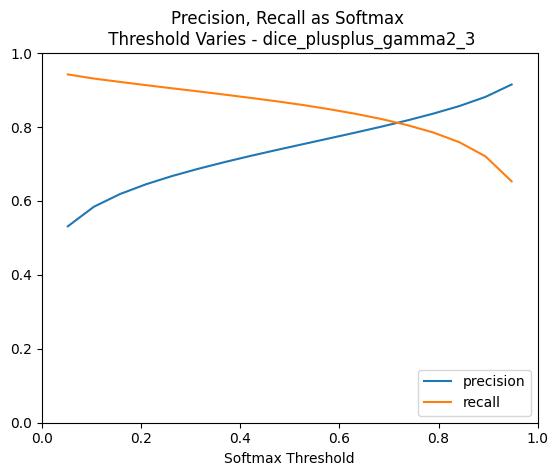 Precision, Recall as Softmax
Threshold Varies - dice_plusplus_gamma2_3
1.0
0.8
0.6
0.4
0.2
0.0
0.0 0.2 0.4 0.6 0.8 1.0
Softmax Threshold
precision
recall